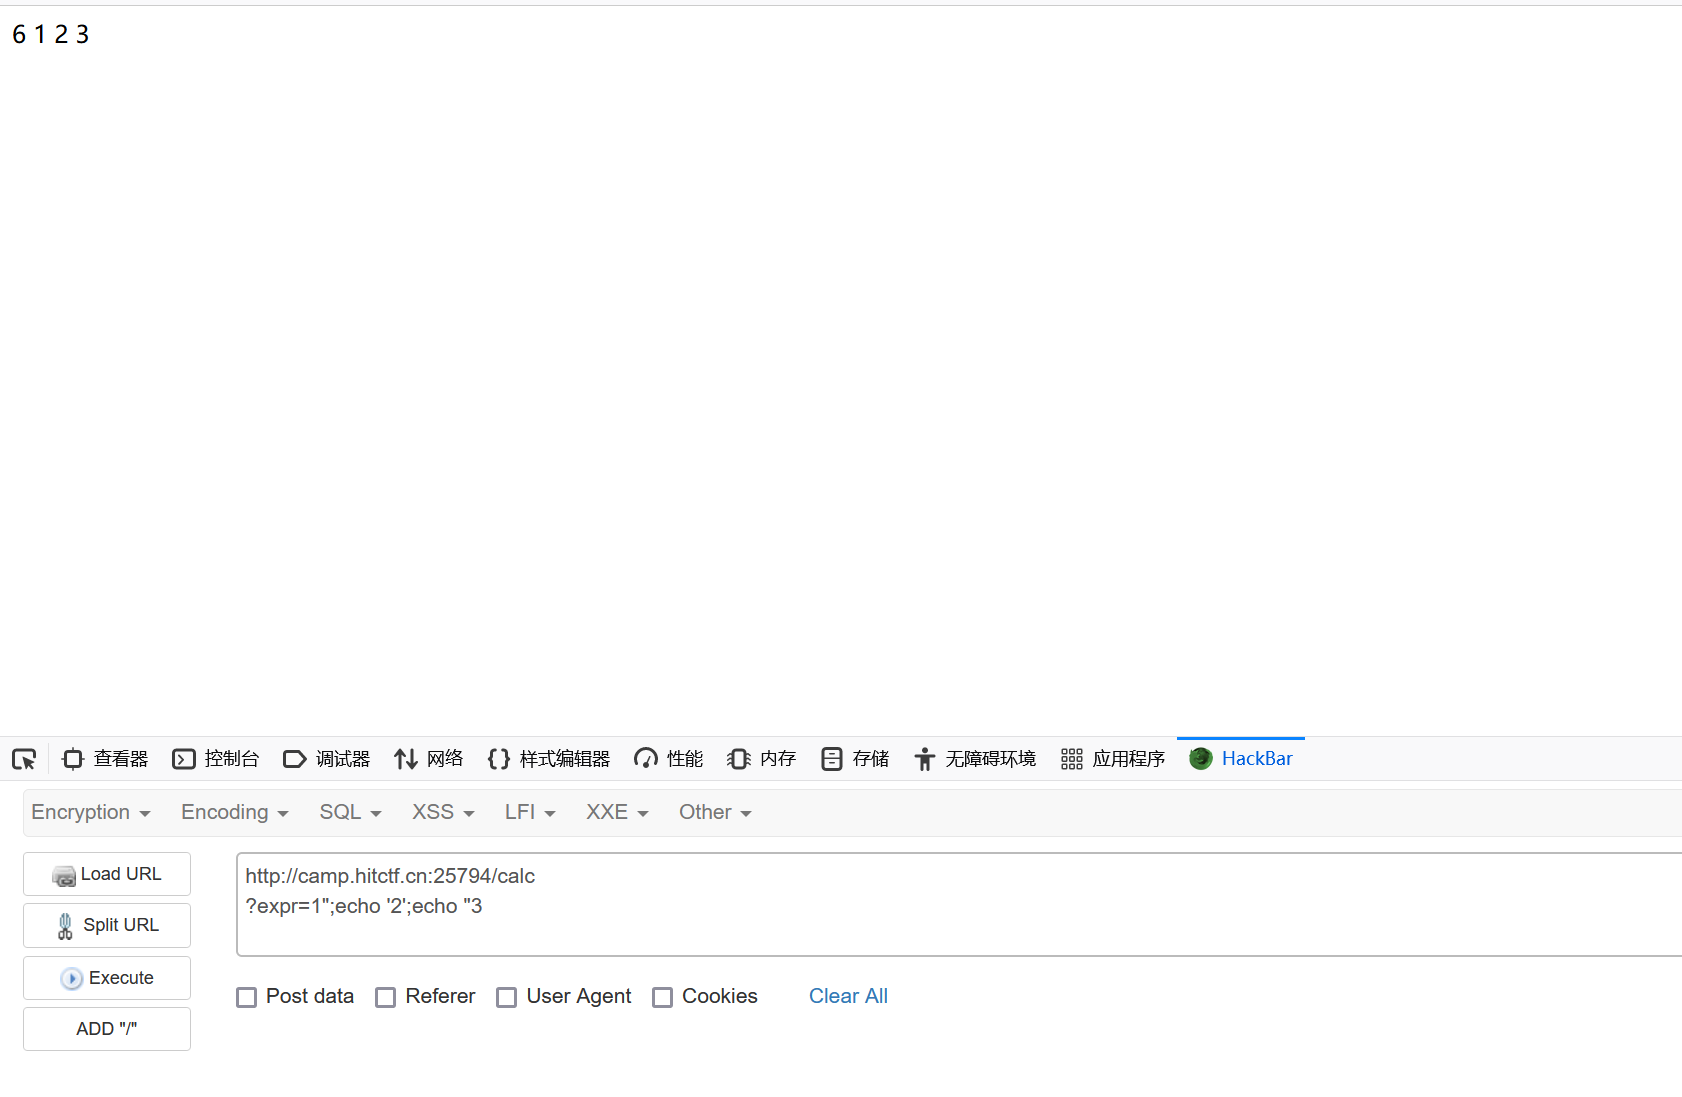 6 1 2 3
查看器 控制台 调试器 网络 样式编辑器 性能 内存 存储 无障碍环境 应用程序 HackBar
Encryption Encoding SQL XSS LFI XXE Other
Load URL
Split URL
Execute
ADD "/"
http://camp.hitctf.cn:25794/calc
?expr=1";echo '2';echo "3
Post data Referer User Agent Cookies Clear All